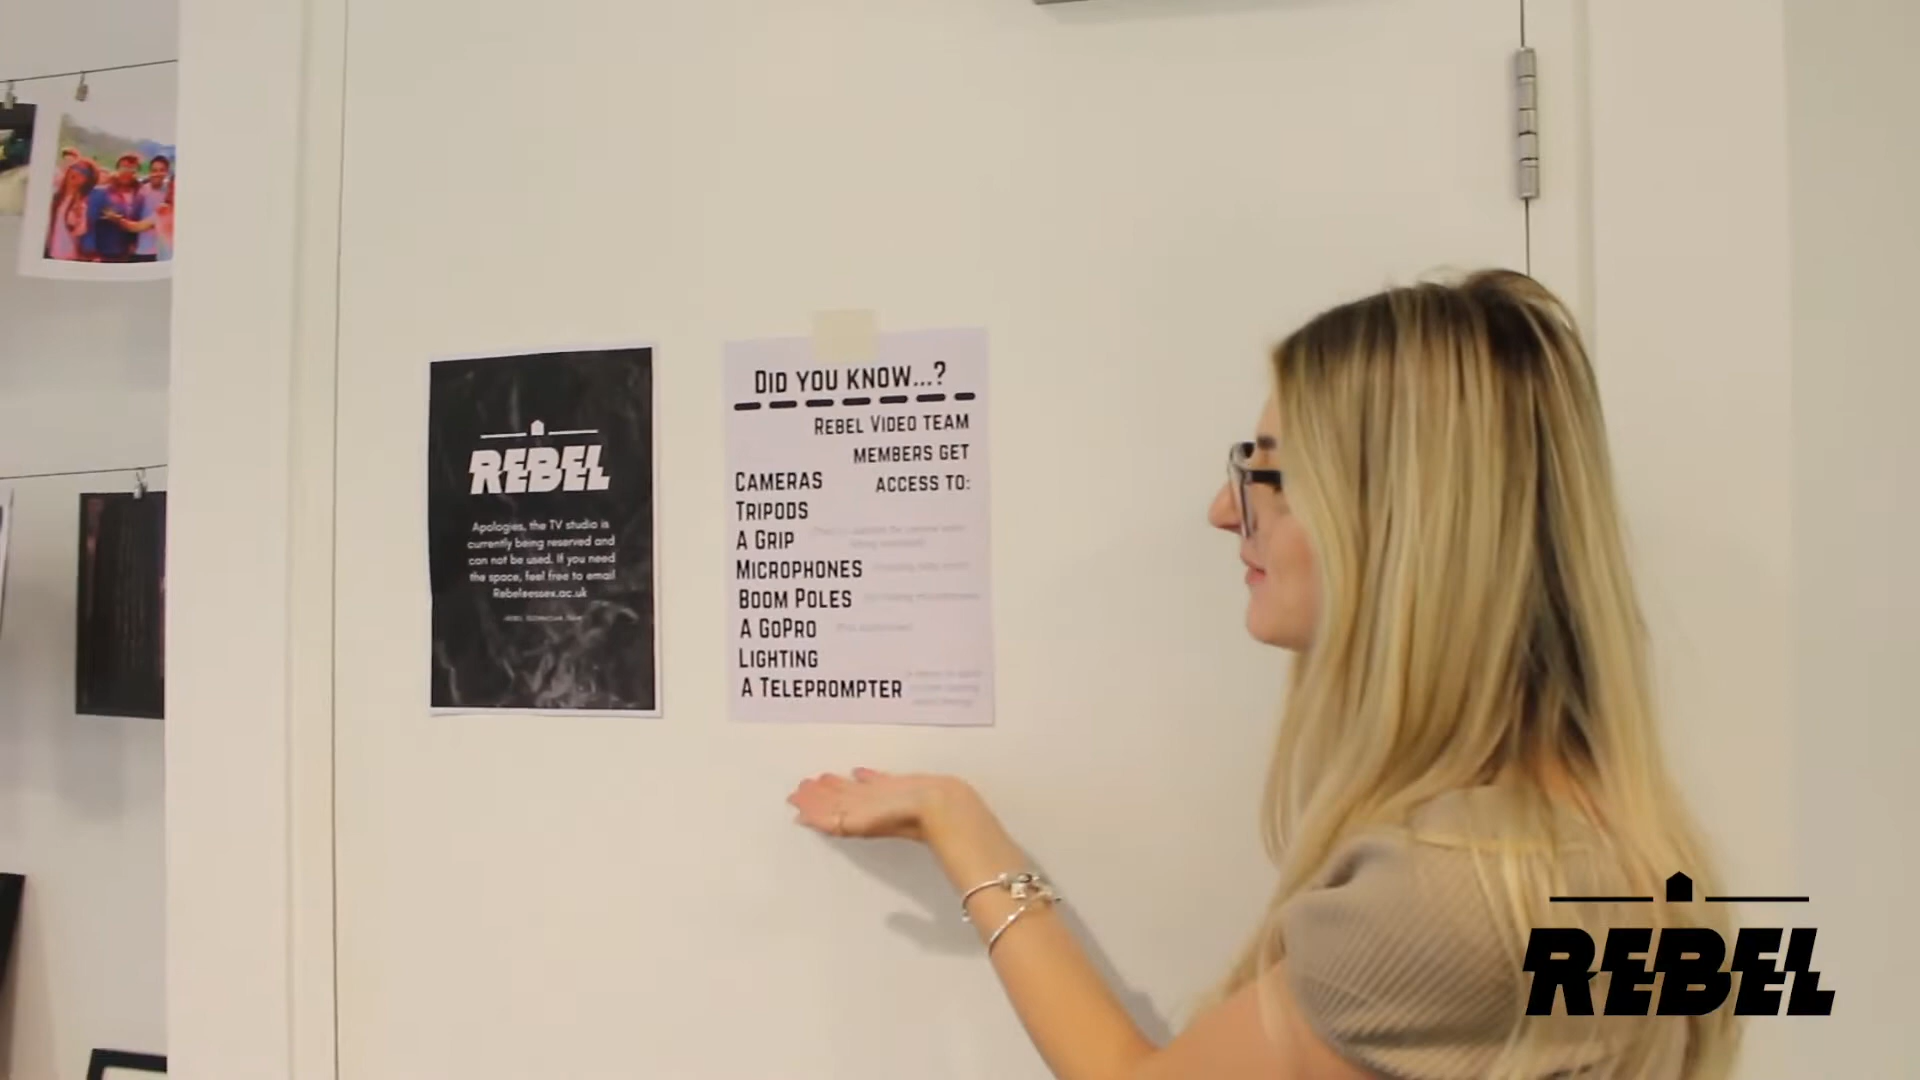 REBEL
Apologies, the TV studio is
currently being reserved and
can not be used. If you need
the space, feel free to email
Rebel@essex.ac.uk
DID YOU KNOW...?
REBEL VIDEO TEAM
MEMBERS GET
ACCESS TO:
CAMERAS
TRIPODS
A GRIP
MICROPHONES
BOOM POLES
A GOPRO
LIGHTING
A TELEPROMPTER
REBEL